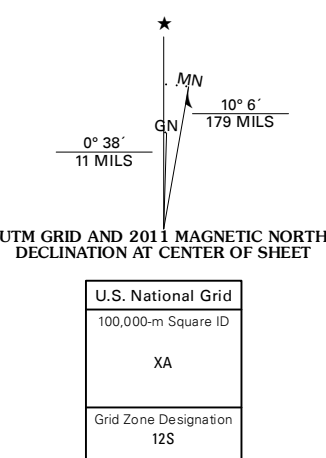 ★
MN
10° 6´
179 MILS
GN
0° 38´
11 MILS
UTM GRID AND 2011 MAGNETIC NORTH
DECLINATION AT CENTER OF SHEET
U.S. National Grid
100,000-m Square ID
XA
Grid Zone Designation
12S